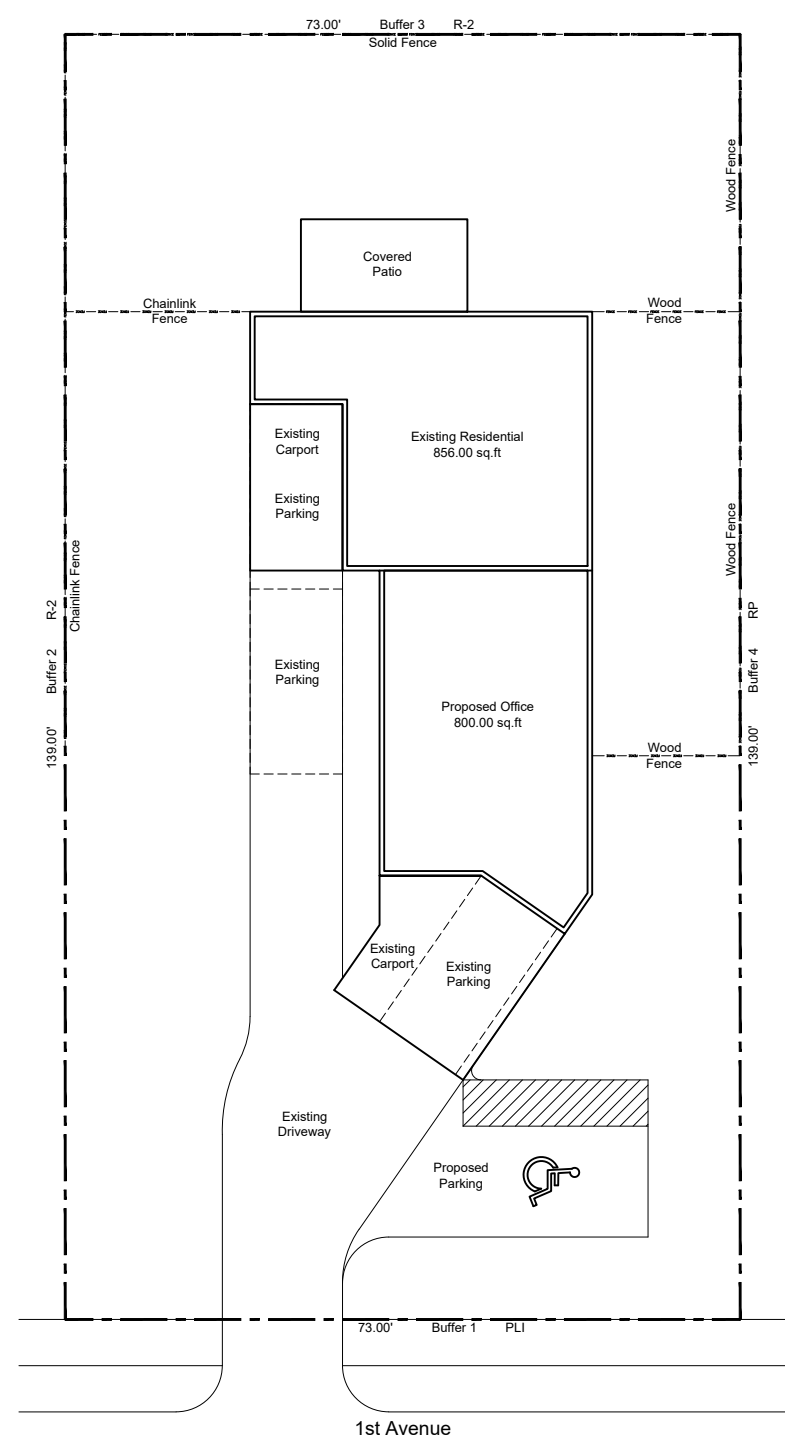 73.00' Buffer 3 R-2
Solid Fence
Wood Fence
Covered
Patio
Chainlink
Fence
Wood
Fence
Existing
Carport
Existing Residential
856.00 sq.ft
Existing
Parking
Wood Fence
Chainlink Fence
139.00' Buffer 2 R-2
139.00' Buffer 4 RP
Existing
Parking
Proposed Office
800.00 sq.ft
Wood
Fence
Existing
Carport
Existing
Parking
Existing
Driveway
Proposed
Parking
73.00' Buffer 1 PLI
1st Avenue